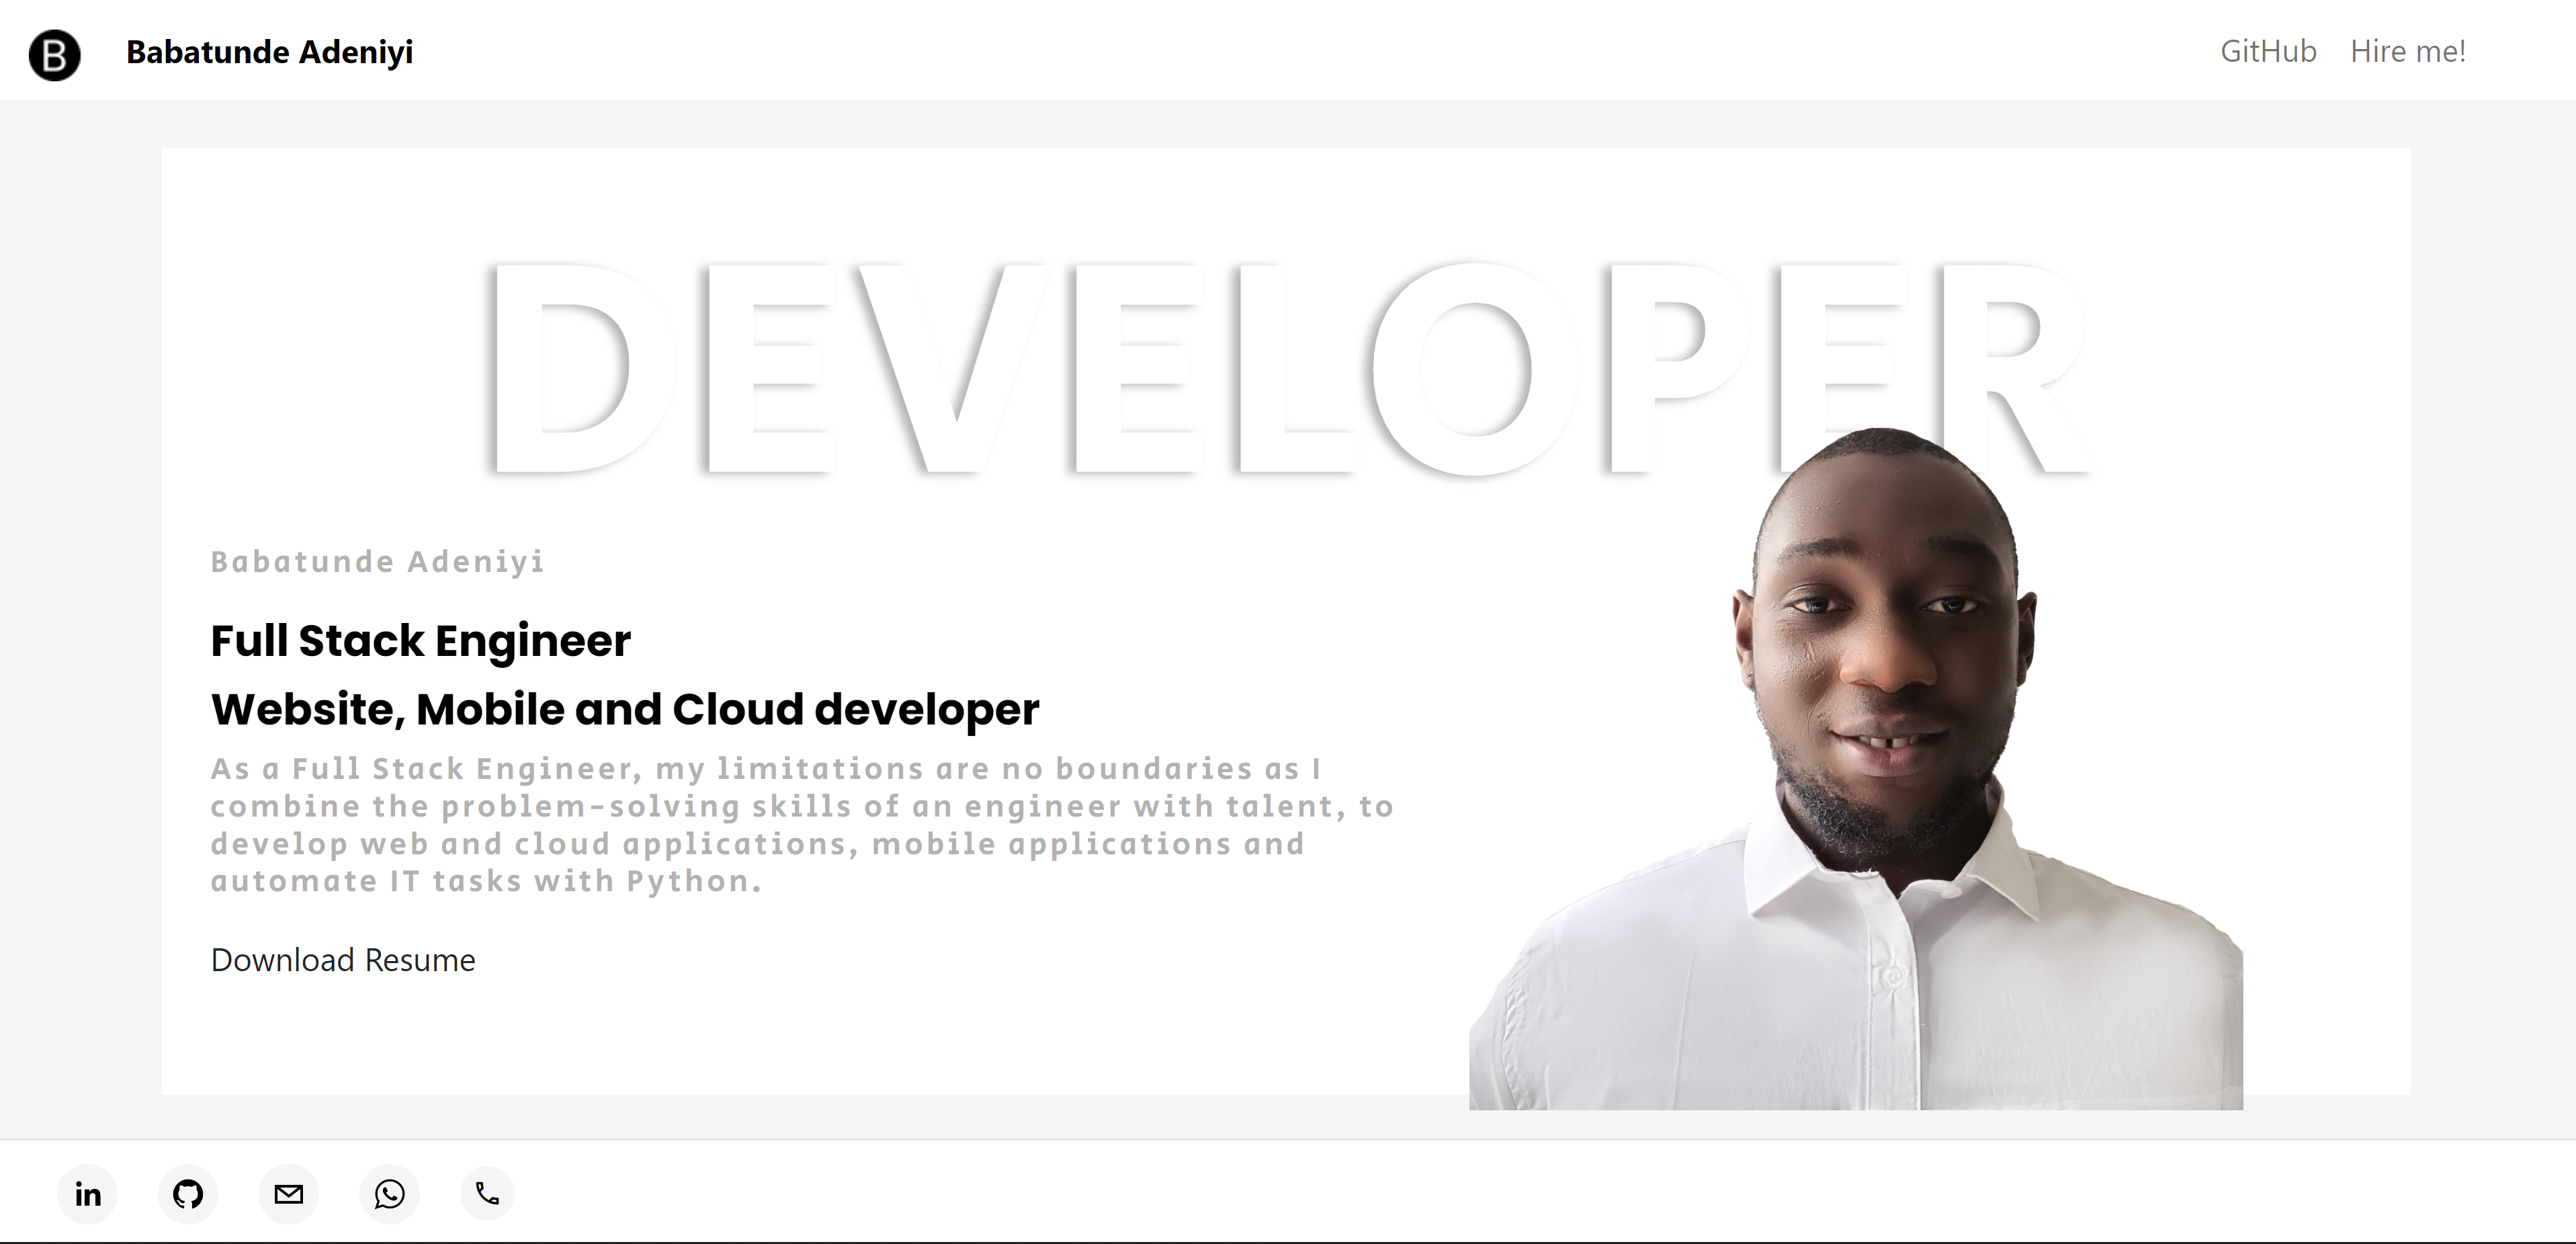 B
Babatunde Adeniyi
GitHub Hire me!
DEVELOPER
Babatunde Adeniyi
Full Stack Engineer
Website, Mobile and Cloud developer
As a Full Stack Engineer, my limitations are no boundaries as I
combine the problem-solving skills of an engineer with talent, to
develop web and cloud applications, mobile applications and
automate IT tasks with Python.
Download Resume
in